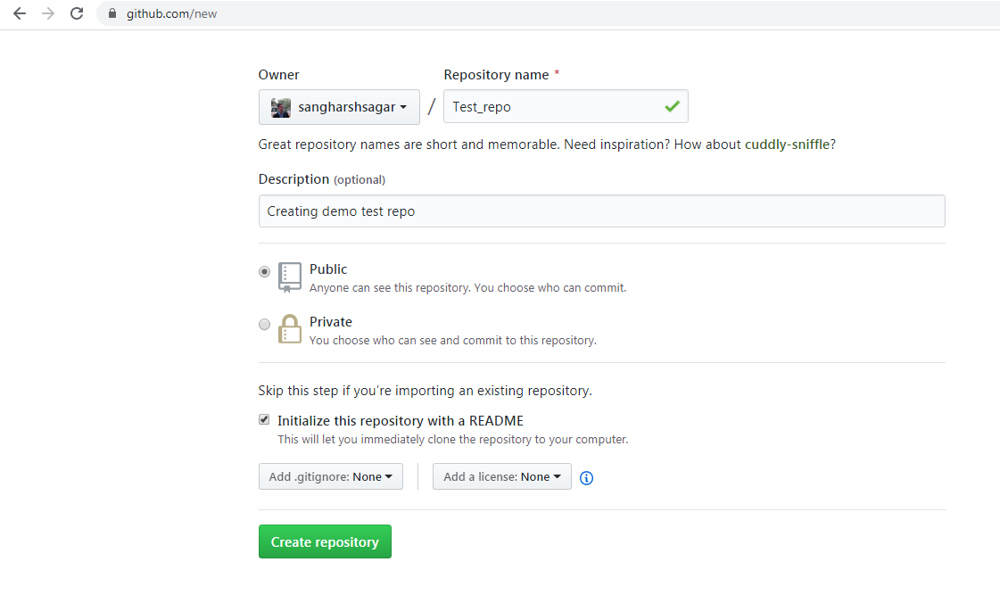 github.com/new
Owner
Repository name *
sangharshsagar / Test_repo
Great repository names are short and memorable. Need inspiration? How about cuddly-sniffle?
Description (optional)
Creating demo test repo
Public
Anyone can see this repository. You choose who can commit.
Private
You choose who can see and commit to this repository.
Skip this step if you’re importing an existing repository.
Initialize this repository with a README
This will let you immediately clone the repository to your computer.
Add .gitignore: None
Add a license: None
Create repository